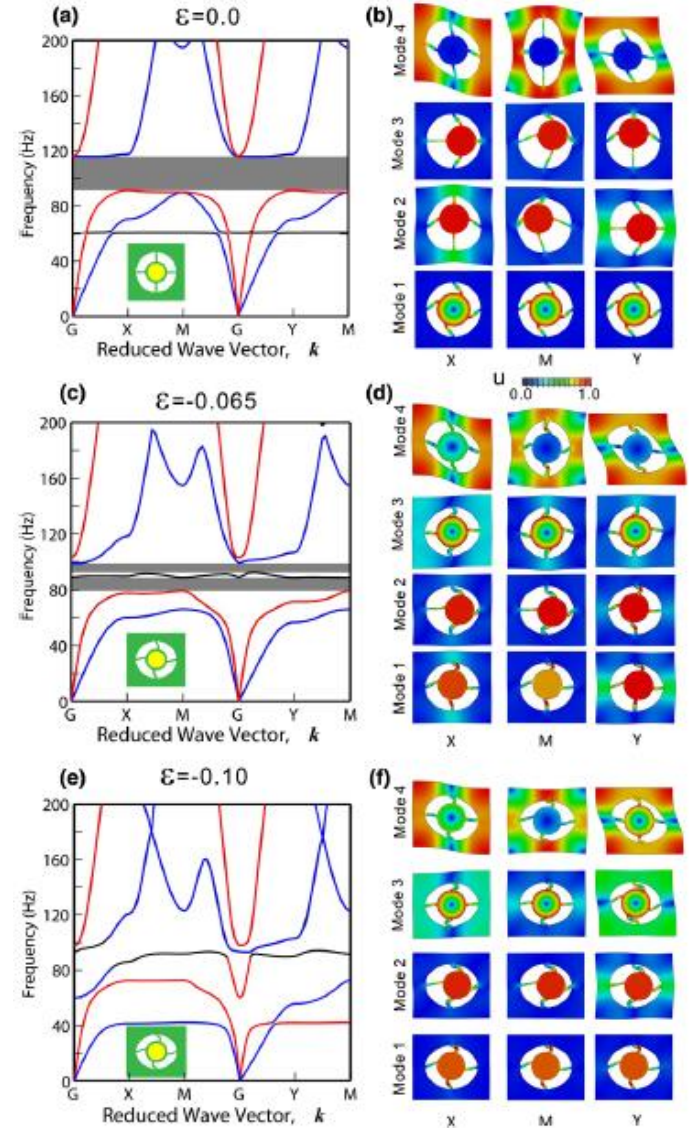 (a) ε=0.0 (b)
200
160
120
80
40
0
Frequency (Hz)
G X M G Y M
Reduced Wave Vector, k
Mode 4
Mode 3
Mode 2
Mode 1
X M Y
u 0.0 1.0
(c) ε=-0.065 (d)
200
160
120
80
40
0
Frequency (Hz)
G X M G Y M
Reduced Wave Vector, k
Mode 4
Mode 3
Mode 2
Mode 1
X M Y
(e) ε=-0.10 (f)
200
160
120
80
40
0
Frequency (Hz)
G X M G Y M
Reduced Wave Vector, k
Mode 4
Mode 3
Mode 2
Mode 1
X M Y